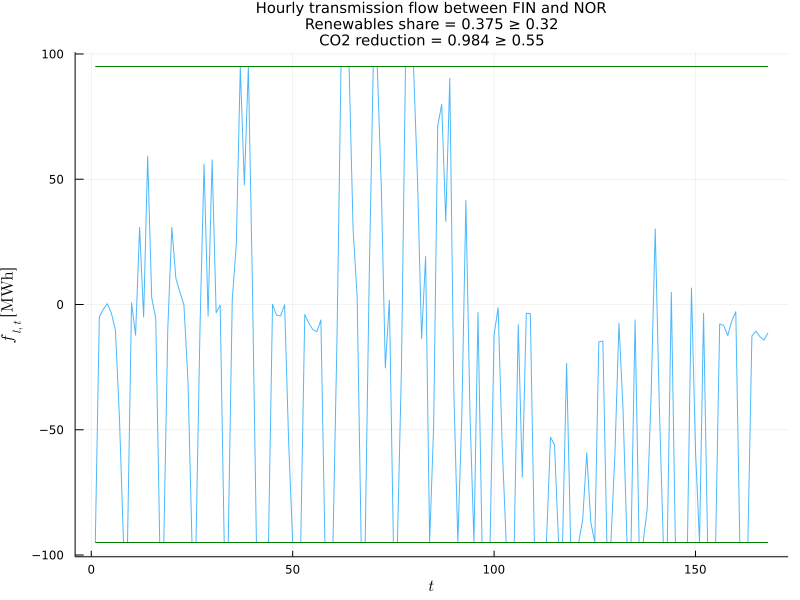 Hourly transmission flow between FIN and NOR
Renewables share = 0.375 ≥ 0.32
CO2 reduction = 0.984 ≥ 0.55
100
50
0
−50
−100
f l,t [MWh]
0
50
100
150
t